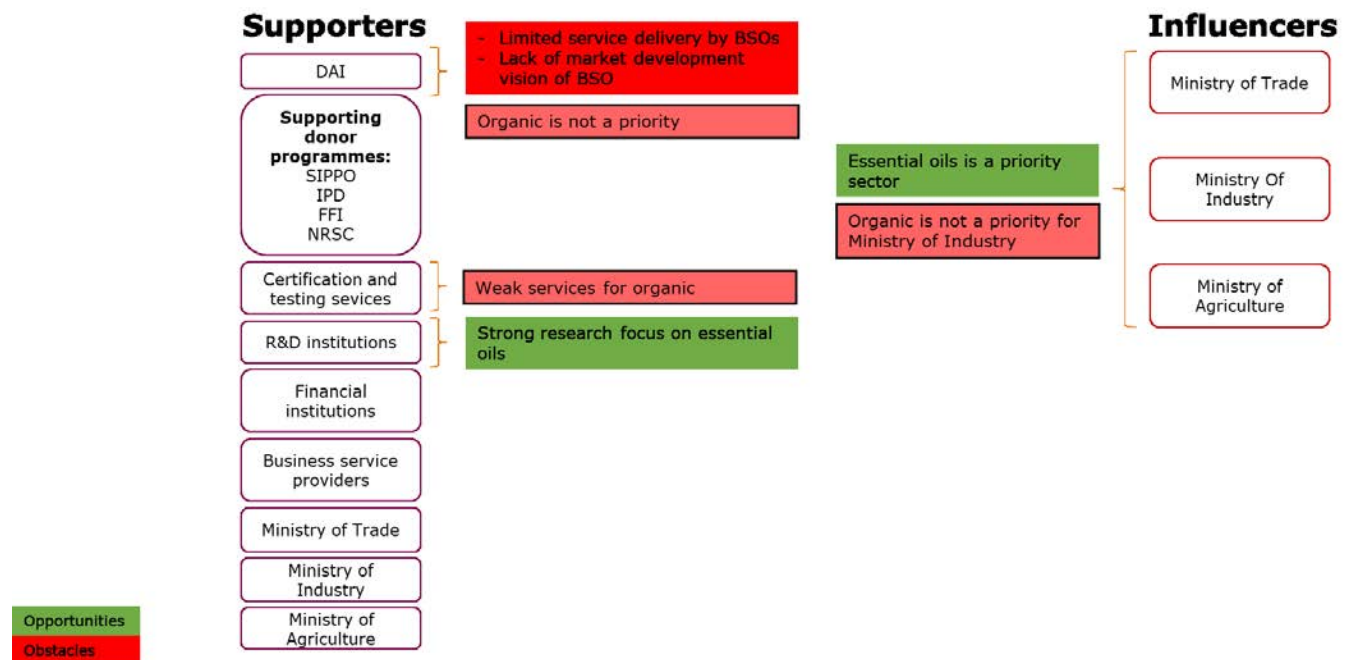 Supporters
DAI
Supporting
donor
programmes:
SIPPO
IPD
FFI
NRSC
Certification and
testing sevices
R&D institutions
Financial
institutions
Business service
providers
Ministry of Trade
Ministry of
Industry
Ministry of
Agriculture
- Limited service delivery by BSOs
- Lack of market development
vision of BSO
Organic is not a priority
Weak services for organic
Strong research focus on essential
oils
Essential oils is a priority
sector
Organic is not a priority for
Ministry of Industry
Influencers
Ministry of Trade
Ministry Of
Industry
Ministry of
Agriculture
Opportunities
Obstacles